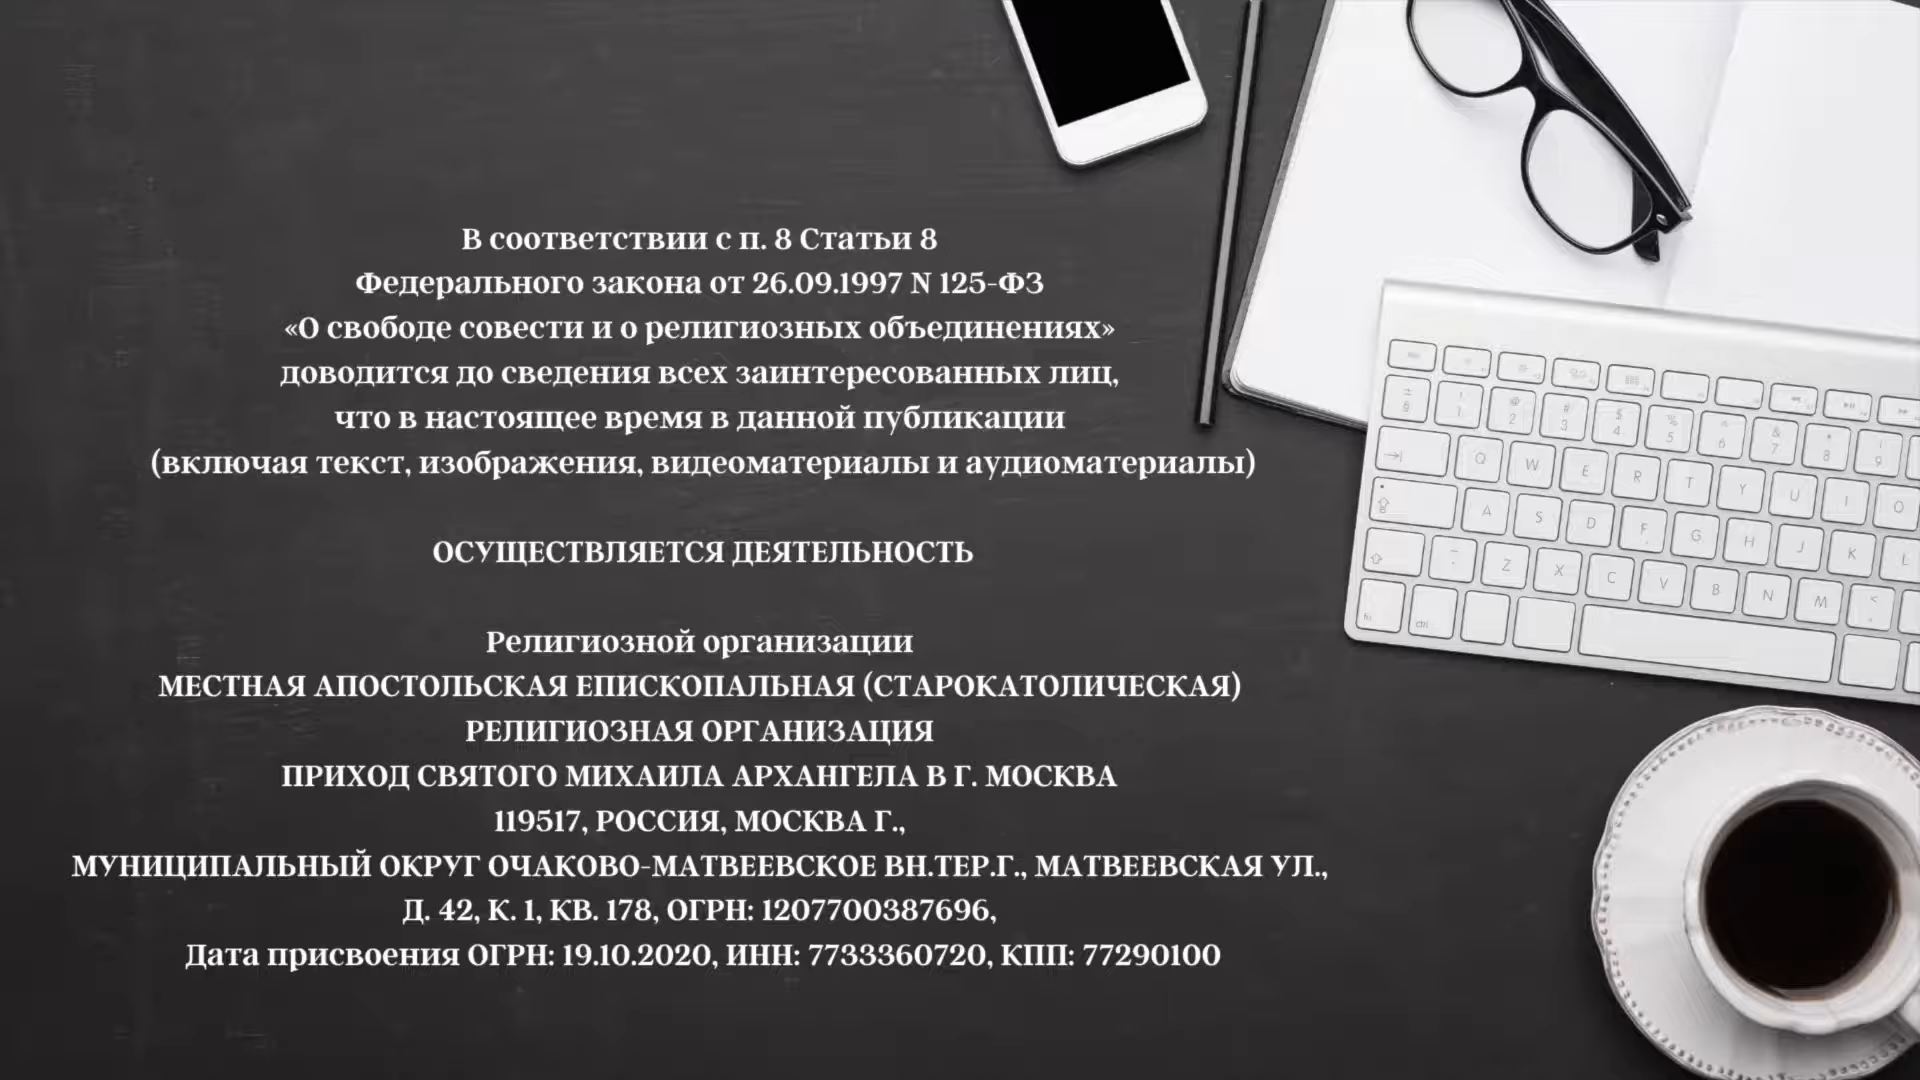 В соответствии с п. 8 Статьи 8
Федерального закона от 26.09.1997 N 125-ФЗ
«О свободе совести и о религиозных объединениях»
доводится до сведения всех заинтересованных лиц,
что в настоящее время в данной публикации
(включая текст, изображения, видеоматериалы и аудиоматериалы)
ОСУЩЕСТВЛЯЕТСЯ ДЕЯТЕЛЬНОСТЬ
Религиозной организации
МЕСТНАЯ АПОСТОЛЬСКАЯ ЕПИСКОПАЛЬНАЯ (СТАРОКАТОЛИЧЕСКАЯ)
РЕЛИГИОЗНАЯ ОРГАНИЗАЦИЯ
ПРИХОД СВЯТОГО МИХАИЛА АРХАНГЕЛА В Г. МОСКВА
119517, РОССИЯ, МОСКВА Г.,
МУНИЦИПАЛЬНЫЙ ОКРУГ ОЧАКОВО-МАТВЕЕВСКОЕ ВН.ТЕР.Г., МАТВЕЕВСКАЯ УЛ.,
Д. 42, К. 1, КВ. 178, ОГРН: 1207700387696,
Дата присвоения ОГРН: 19.10.2020, ИНН: 7733360720, КПП: 77290100